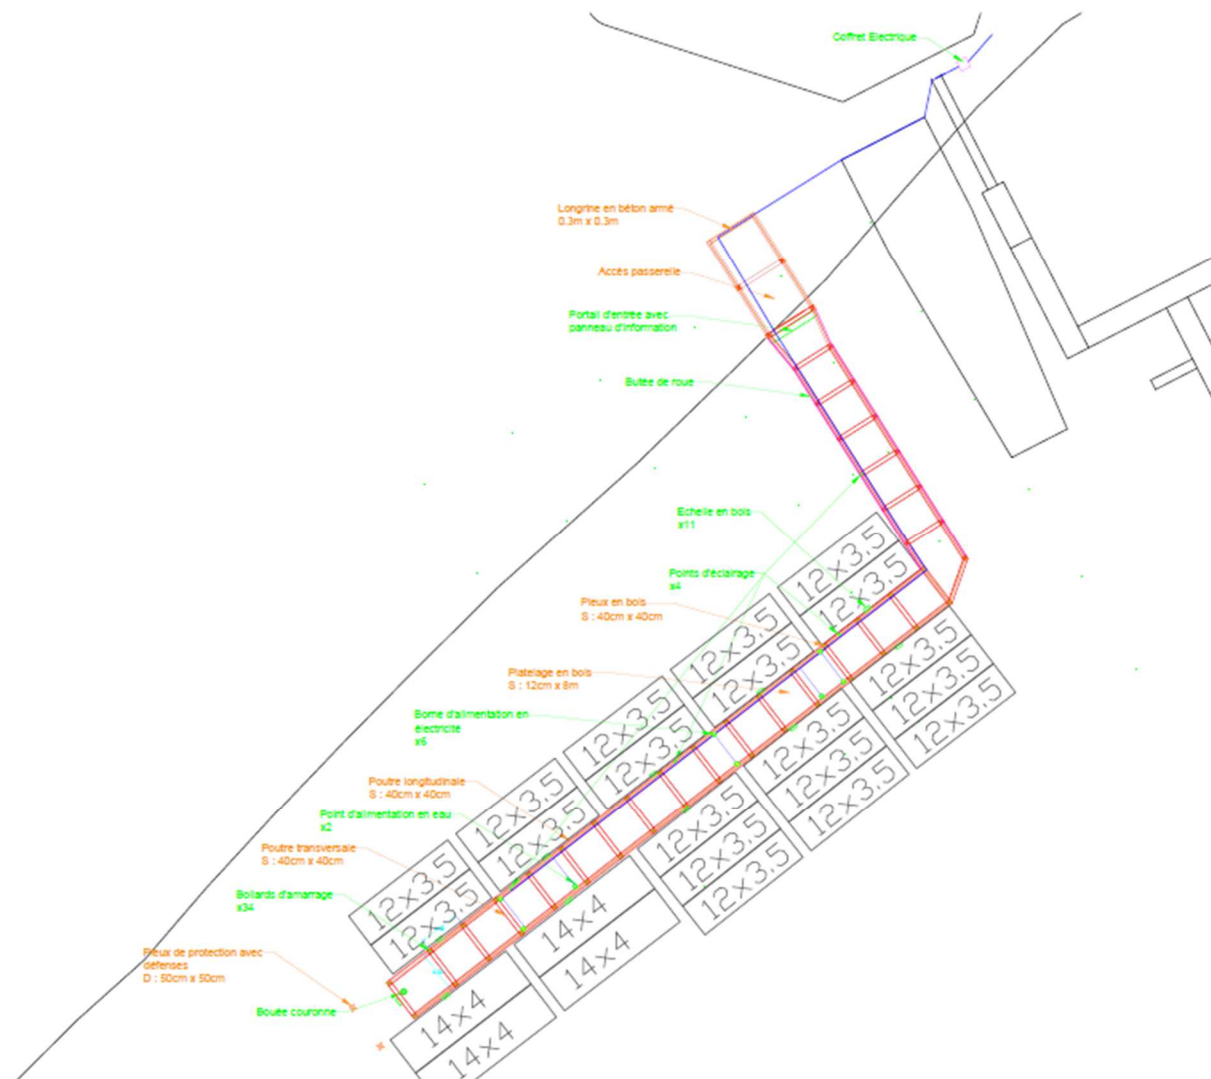 Coffret Electrique
Longrine en béton armé
0.3m x 0.3m
Accès passerelle
Portail d'entrée avec
panneau d'information
Butée de roue
Echelle en bois
x11
12x3,5
12x3,5
Points d'éclairage
x4
Pieux en bois
S : 40cm x 40cm
12x3,5
12x3,5
12x3,5
12x3,5
12x3,5
Platelage en bois
S : 12cm x 8m
12x3,5
12x3,5
Borne d'alimentation en
électricité
x6
12x3,5
12x3,5
12x3,5
Poutre longitudinale
S : 40cm x 40cm
12x3,5
12x3,5
Point d'alimentation en eau
x2
12x3,5
12x3,5
12x3,5
Poutre transversale
S : 40cm x 40cm
12x3,5
12x3,5
Bollards d'amarrage
x34
14x4
14x4
Pieux de protection avec
défenses
D : 50cm x 50cm
Bouée couronne
14x4
14x4